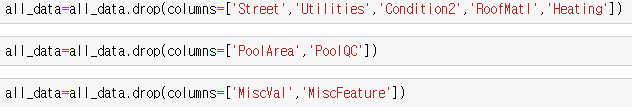 all_data=all_data.drop(columns=['Street','Utilities','Condition2','RoofMatl','Heating'])
all_data=all_data.drop(columns=['PoolArea','PoolQC'])
all_data=all_data.drop(columns=['MiscVal','MiscFeature'])